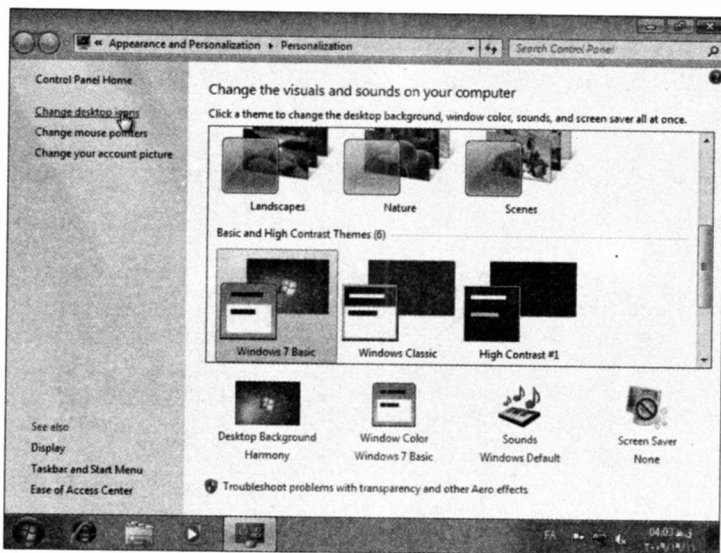 « Appearance and Personalization ▸ Personalization
Search Control Panel
Control Panel Home
Change desktop icons
Change mouse pointers
Change your account picture
See also
Display
Taskbar and Start Menu
Ease of Access Center
Change the visuals and sounds on your computer
Click a theme to change the desktop background, window color, sounds, and screen saver all at once.
Landscapes Nature Scenes
Basic and High Contrast Themes (6)
Windows 7 Basic Windows Classic High Contrast #1
Desktop Background Window Color Sounds Screen Saver
Harmony Windows 7 Basic Windows Default None
Troubleshoot problems with transparency and other Aero effects
FA 04:03